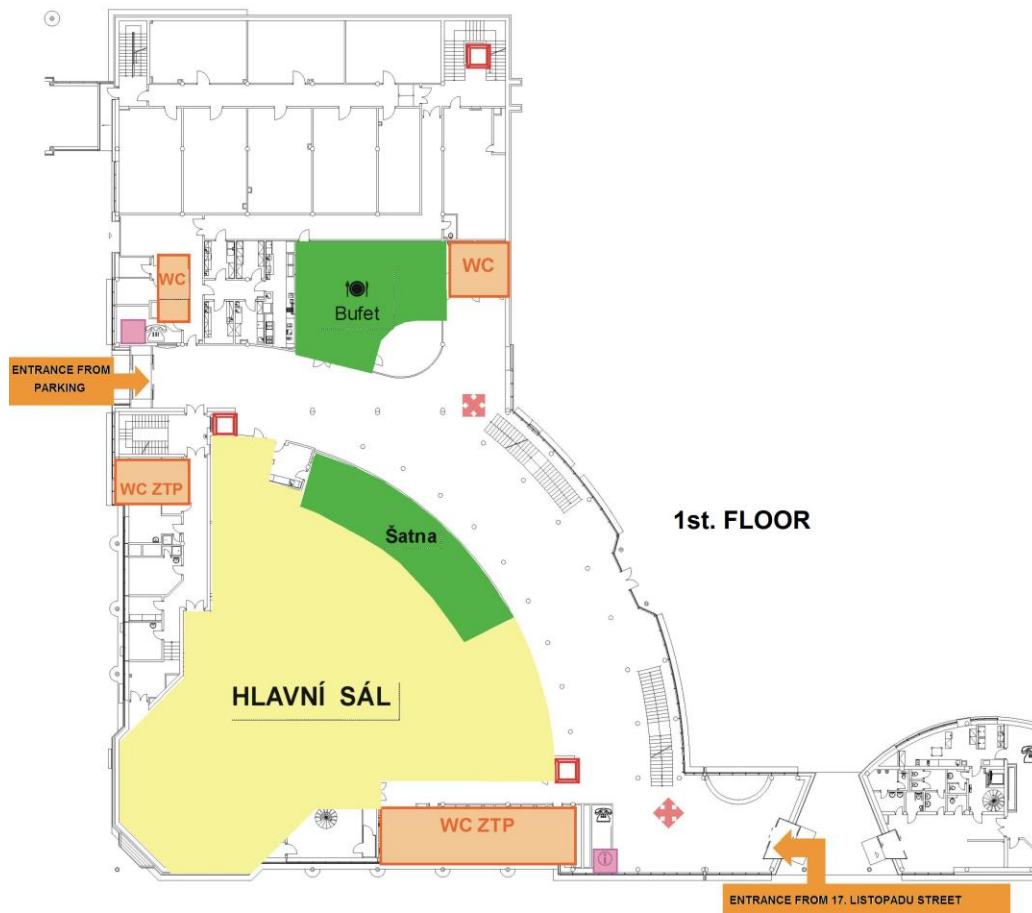 WC
WC
Bufet
ENTRANCE FROM
PARKING
WC ZTP
1st. FLOOR
Šatna
HLAVNÍ SÁL
WC ZTP
ENTRANCE FROM 17. LISTOPADU STREET